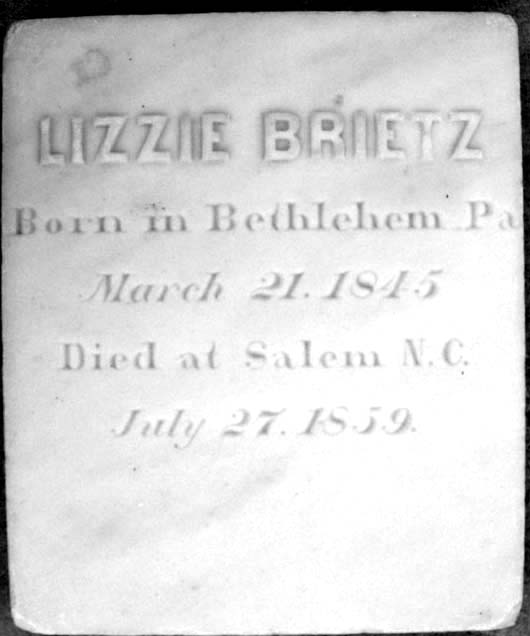 LIZZIE BRIETZ
Born in Bethlehem Pa
March 21. 1845
Died at Salem N.C.
July 27. 1859.